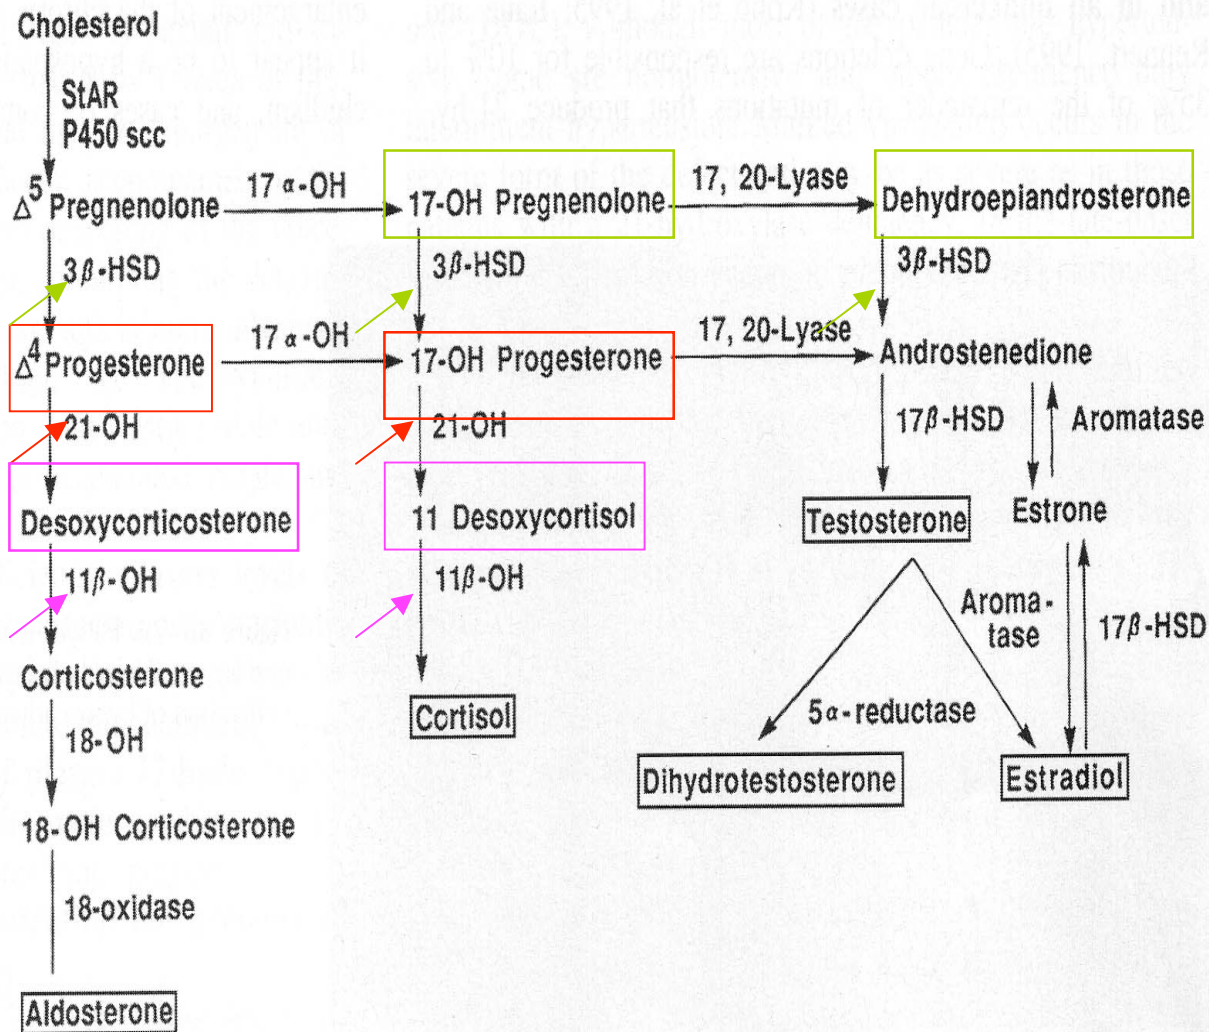 Cholesterol
StAR
P450 scc
Δ⁵ Pregnenolone
17 α-OH
17-OH Pregnenolone
17, 20-Lyase
Dehydroepiandrosterone
3β-HSD
3β-HSD
3β-HSD
Δ⁴ Progesterone
17 α-OH
17-OH Progesterone
17, 20-Lyase
Androstenedione
21-OH
21-OH
17β-HSD
Aromatase
Desoxycorticosterone
11 Desoxycortisol
Testosterone
Estrone
11β-OH
11β-OH
Aroma-
tase
17β-HSD
Corticosterone
Cortisol
5α-reductase
18-OH
Dihydrotestosterone
Estradiol
18-OH Corticosterone
18-oxidase
Aldosterone